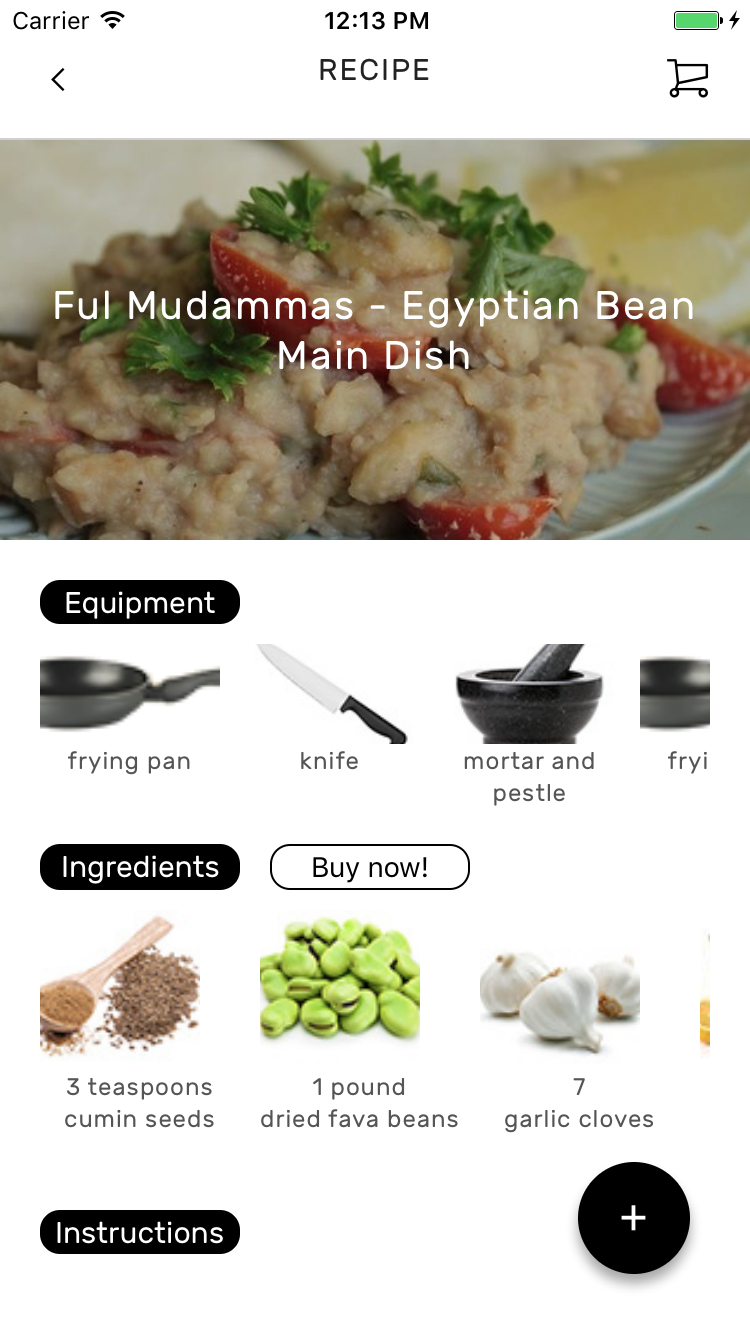 Carrier 12:13 PM
RECIPE
Ful Mudammas - Egyptian Bean
Main Dish
Equipment
frying pan knife mortar and fryi
pestle
Ingredients Buy now!
3 teaspoons 1 pound 7
cumin seeds dried fava beans garlic cloves
+
Instructions